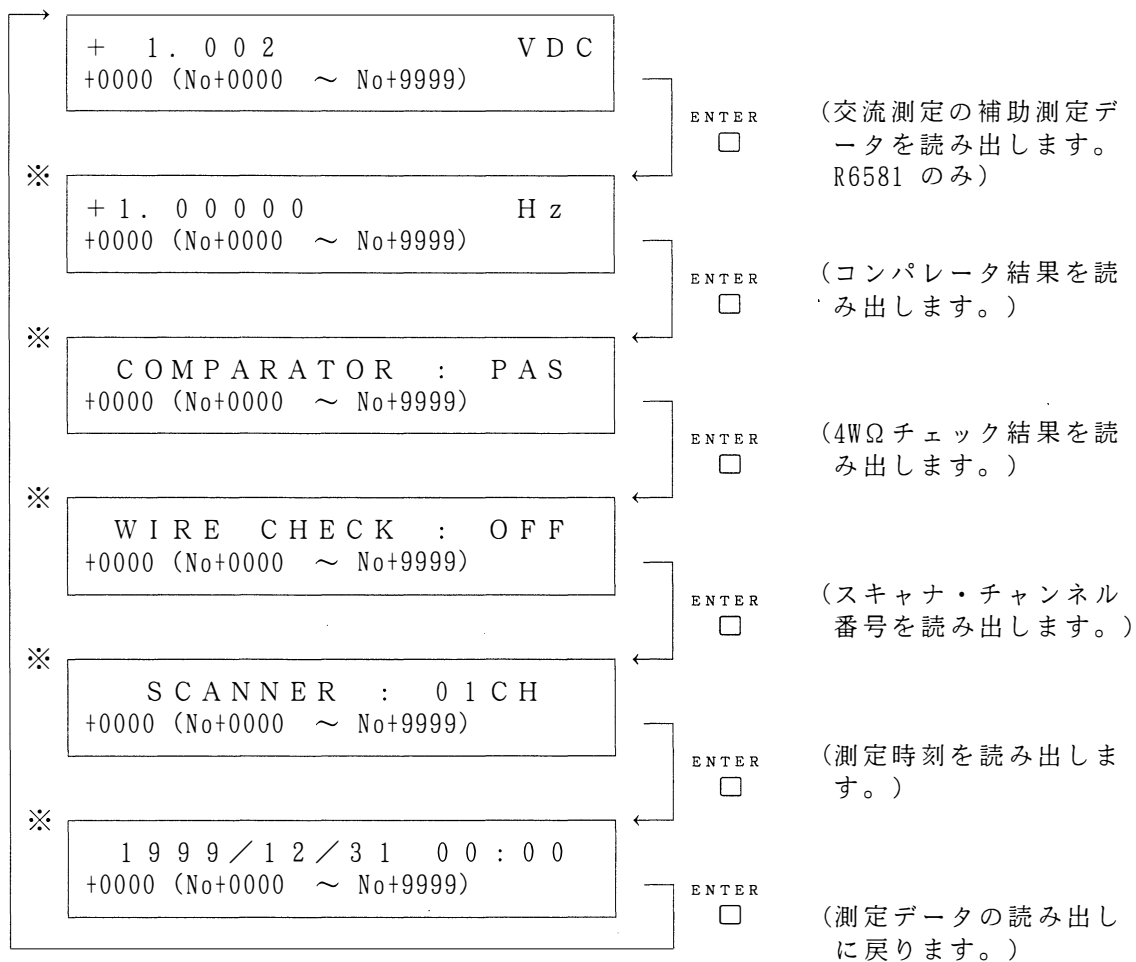 + 1.002 VDC
+0000 (No+0000 ～ No+9999)
ENTER
(交流測定の補助測定デ
ータを読み出します。
R6581 のみ)
※
+1.00000 Hz
+0000 (No+0000 ～ No+9999)
ENTER
(コンパレータ結果を読
み出します。)
※
COMPARATOR : PAS
+0000 (No+0000 ～ No+9999)
ENTER
(4WΩチェック結果を読
み出します。)
※
WIRE CHECK : OFF
+0000 (No+0000 ～ No+9999)
ENTER
(スキャナ・チャンネル
番号を読み出します。)
※
SCANNER : 01CH
+0000 (No+0000 ～ No+9999)
ENTER
(測定時刻を読み出しま
す。)
※
1999／12／31 00:00
+0000 (No+0000 ～ No+9999)
ENTER
(測定データの読み出し
に戻ります。)